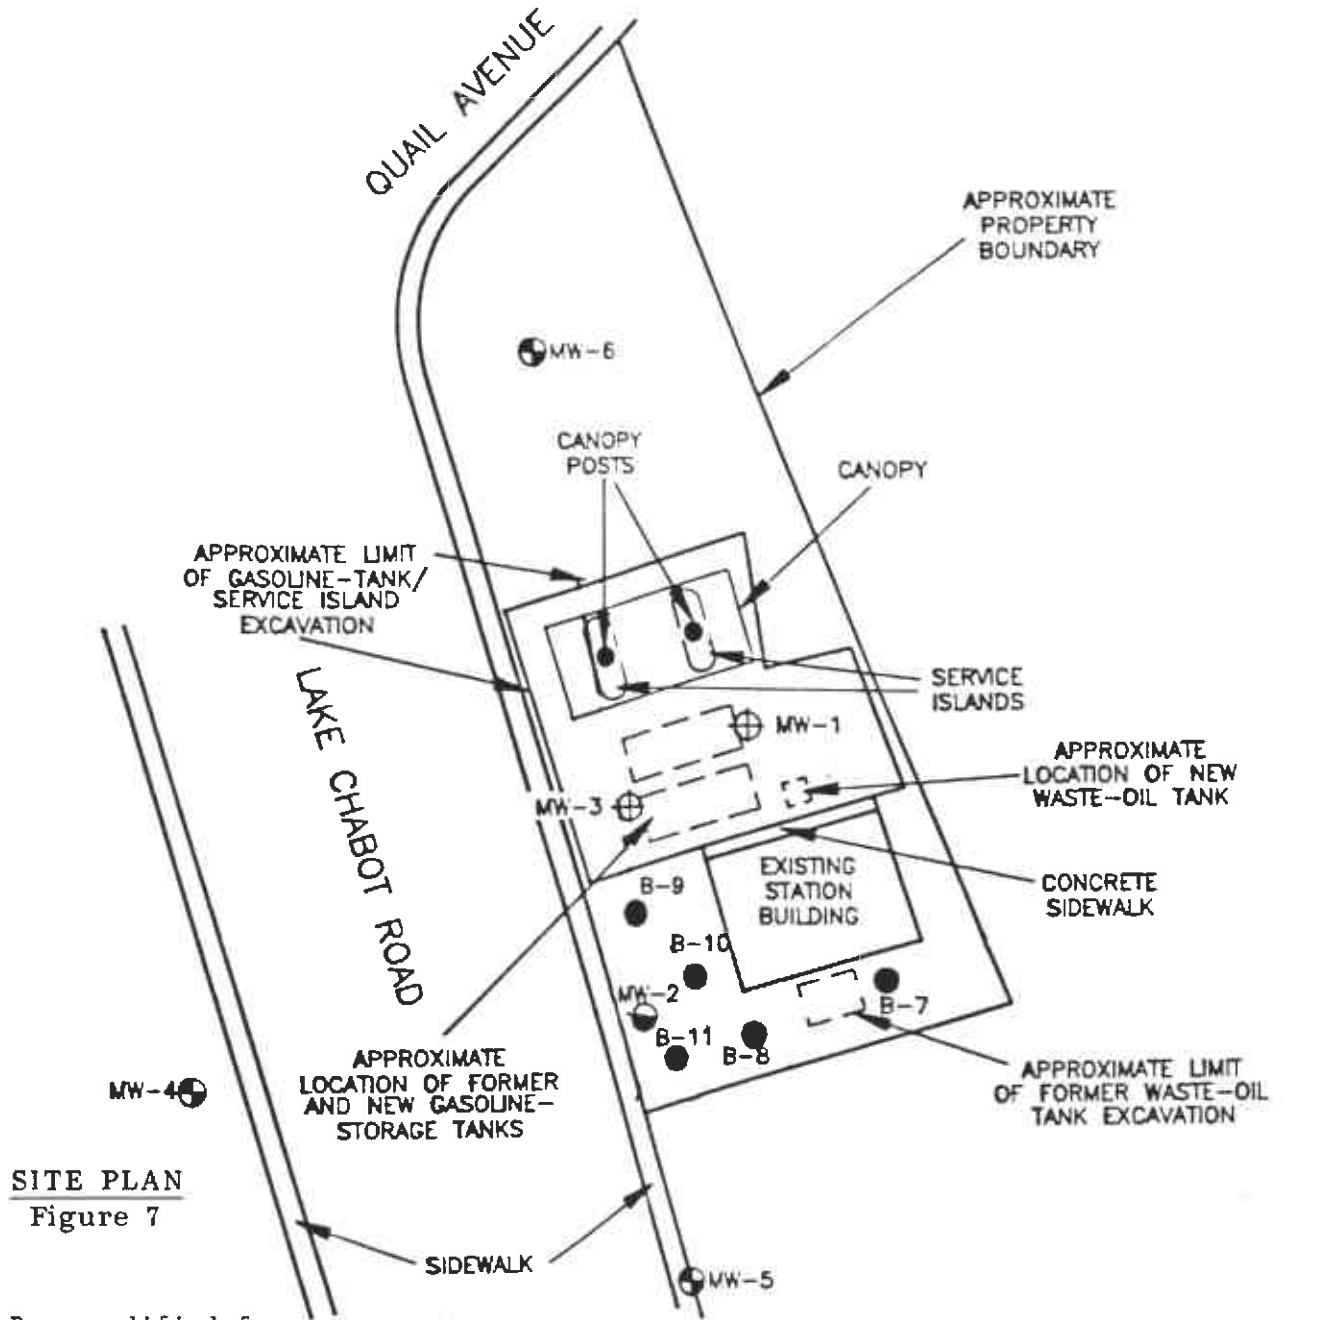 QUAIL AVENUE
APPROXIMATE
PROPERTY
BOUNDARY
MW-6
CANOPY
POSTS
CANOPY
APPROXIMATE LIMIT
OF GASOLINE-TANK/
SERVICE ISLAND
EXCAVATION
LAKE CHABOT ROAD
SERVICE
ISLANDS
MW-1
APPROXIMATE
LOCATION OF NEW
WASTE-OIL TANK
MW-3
EXISTING
STATION
BUILDING
CONCRETE
SIDEWALK
B-9
B-10
MW-2
B-11
B-8
B-7
APPROXIMATE
LOCATION OF FORMER
AND NEW GASOLINE-
STORAGE TANKS
APPROXIMATE LIMIT
OF FORMER WASTE-OIL
TANK EXCAVATION
MW-4
SITE PLAN
Figure 7
SIDEWALK
MW-5